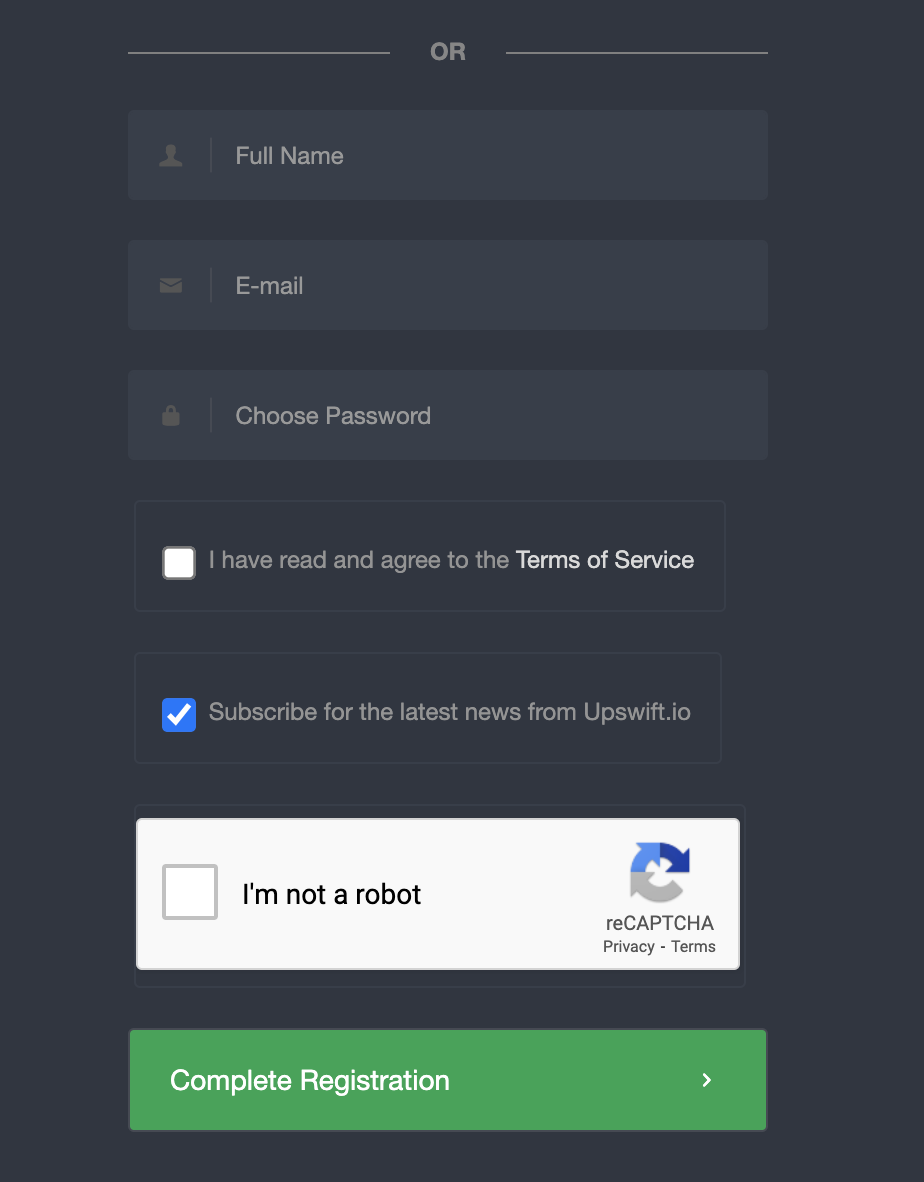 OR
Full Name
E-mail
Choose Password
I have read and agree to the Terms of Service
Subscribe for the latest news from Upswift.io
I'm not a robot
reCAPTCHA
Privacy - Terms
Complete Registration